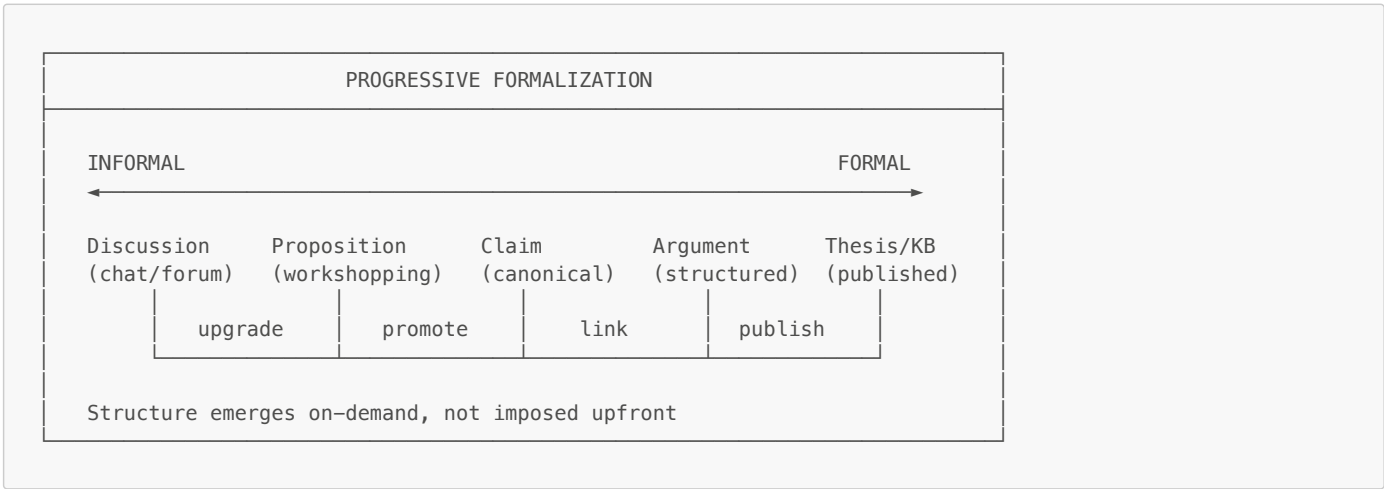 PROGRESSIVE FORMALIZATION
INFORMAL FORMAL
Discussion Proposition Claim Argument Thesis/KB
(chat/forum) (workshopping) (canonical) (structured) (published)
upgrade promote link publish
Structure emerges on-demand, not imposed upfront